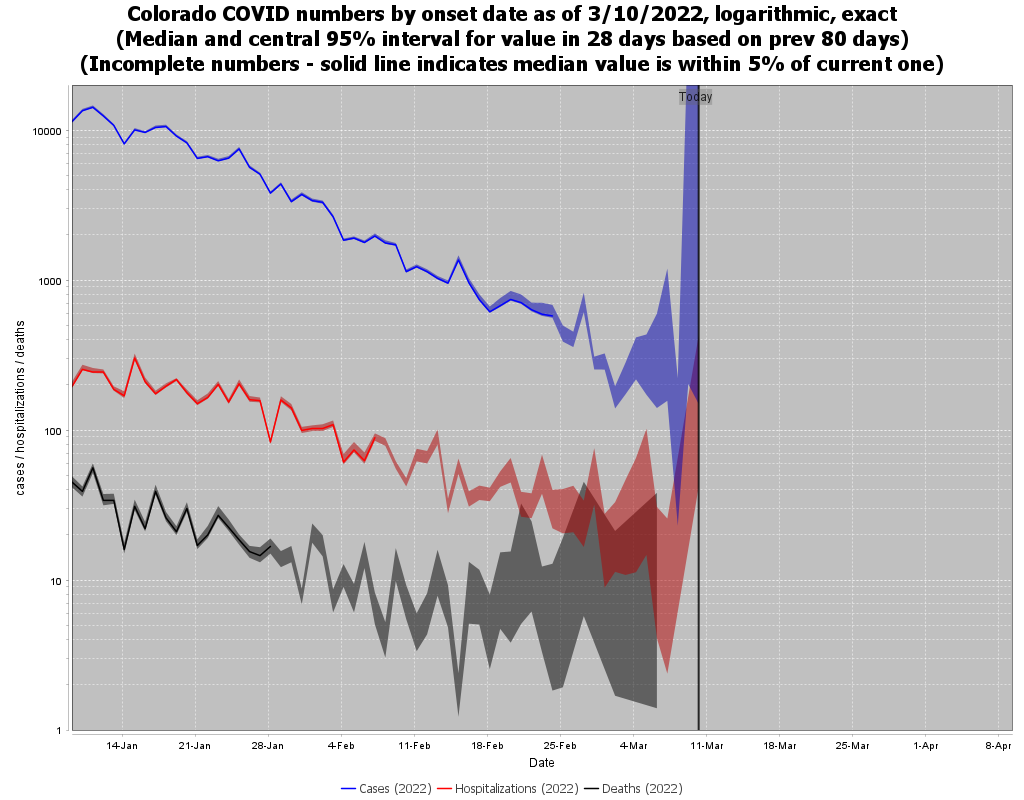 Colorado COVID numbers by onset date as of 3/10/2022, logarithmic, exact
(Median and central 95% interval for value in 28 days based on prev 80 days)
(Incomplete numbers - solid line indicates median value is within 5% of current one)
Today
10000
1000
100
10
1
cases / hospitalizations / deaths
14-Jan 21-Jan 28-Jan 4-Feb 11-Feb 18-Feb 25-Feb 4-Mar 11-Mar 18-Mar 25-Mar 1-Apr 8-Apr
Date
Cases (2022) Hospitalizations (2022) Deaths (2022)